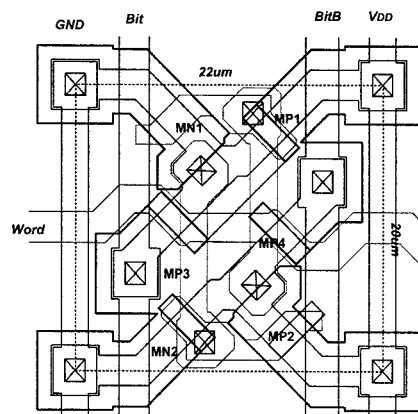 GND Bit BitB VDD
22um
MN1 MP1
Word
20um
MP4
MP3
MN2 MP2